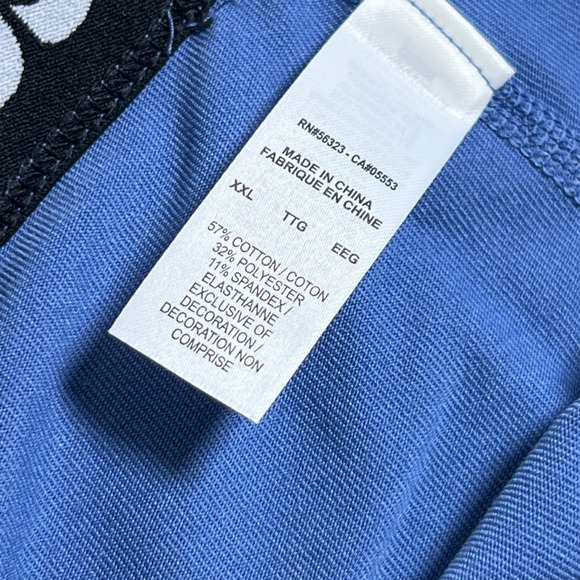 RN#56323 - CA#05553
MADE IN CHINA
FABRIQUE EN CHINE
XXL TTG EEG
57% COTTON / COTON
32% POLYESTER
11% SPANDEX /
ELASTHANNE
EXCLUSIVE OF
DECORATION /
DECORATION NON
COMPRISE